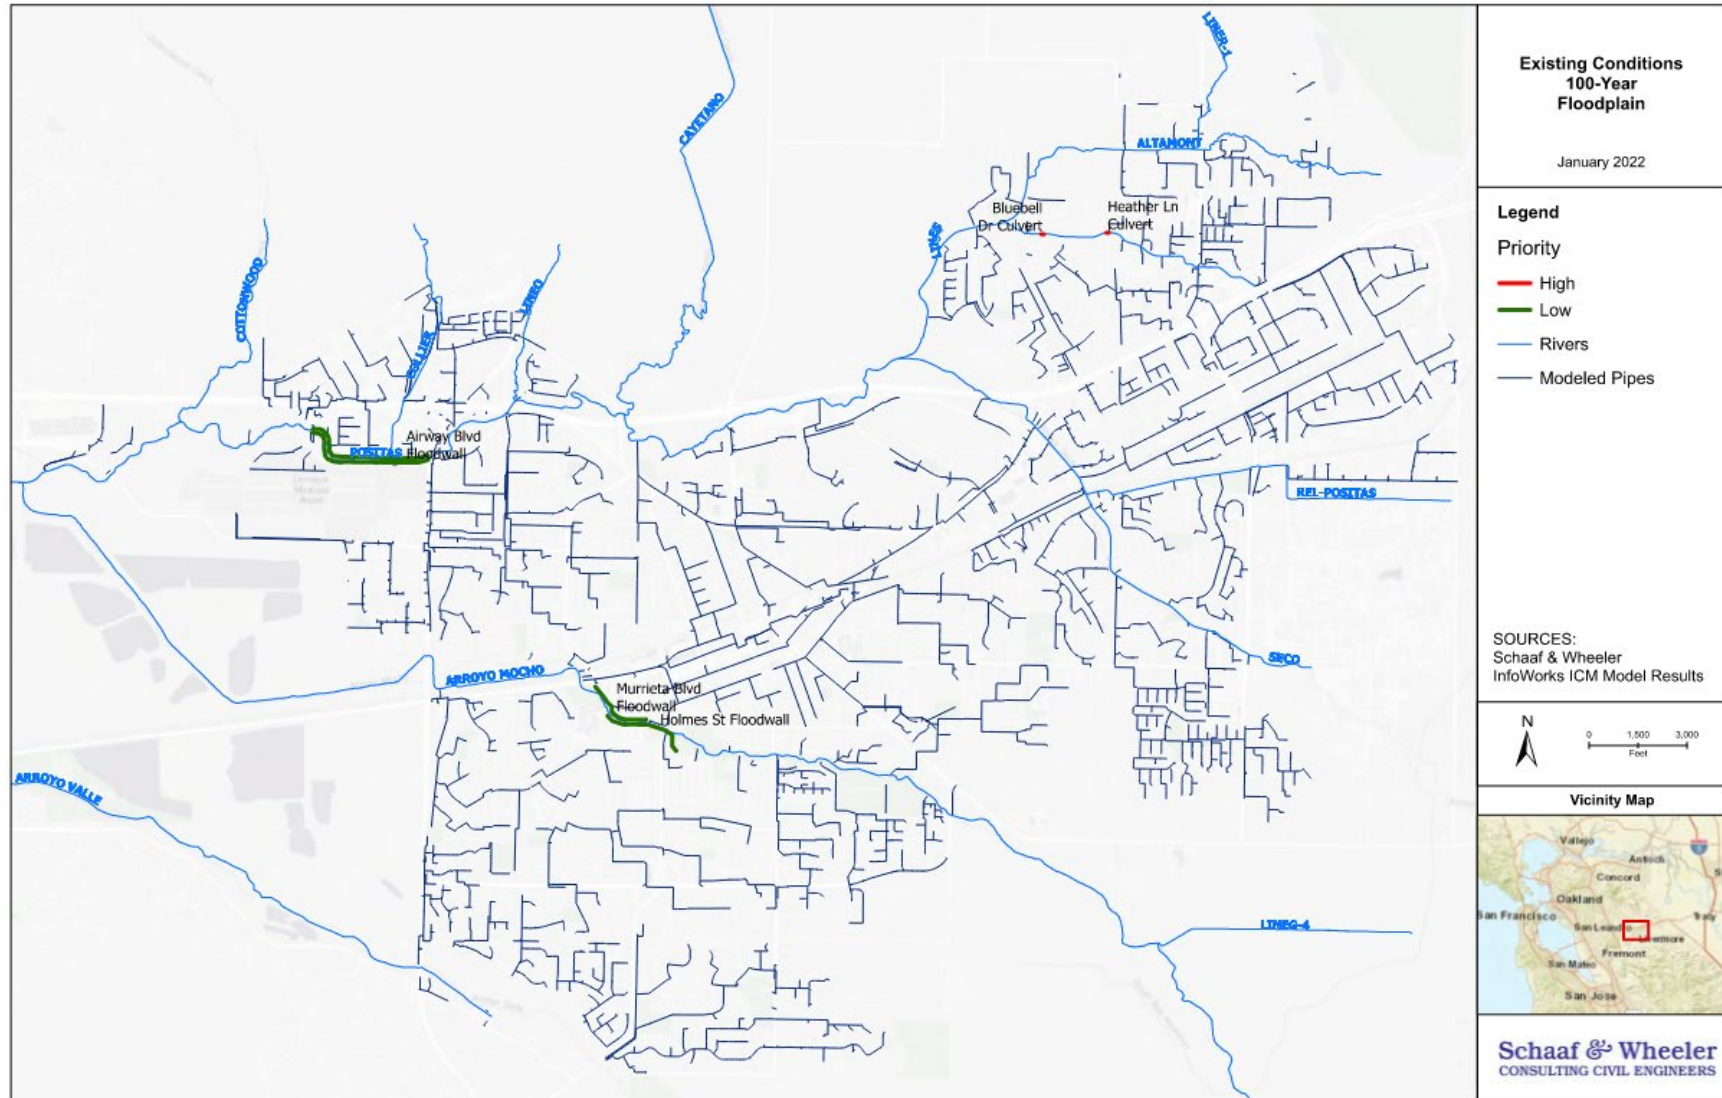 Existing Conditions
100-Year
Floodplain
January 2022
Legend
Priority
High
Low
Rivers
Modeled Pipes
SOURCES:
Schaaf & Wheeler
InfoWorks ICM Model Results
N
0 1,500 3,000
Feet
Vicinity Map
Vallejo
Antioch
Concord
Oakland
San Francisco
Tracy
San Leandro
Livermore
Fremont
San Mateo
San Jose
Schaaf & Wheeler
CONSULTING CIVIL ENGINEERS
LINER-1
CAYETANO
ALTAMONT
Bluebell
Dr Culvert
Heather Ln
Culvert
COTTONWOOD
COLLIER
LINEO
Airway Blvd
Floodwall
POSITAS
REL-POSITAS
SECO
ARROYO MOCHO
Murrieta Blvd
Floodwall
Holmes St Floodwall
ARROYO VALLE
LINEG-4